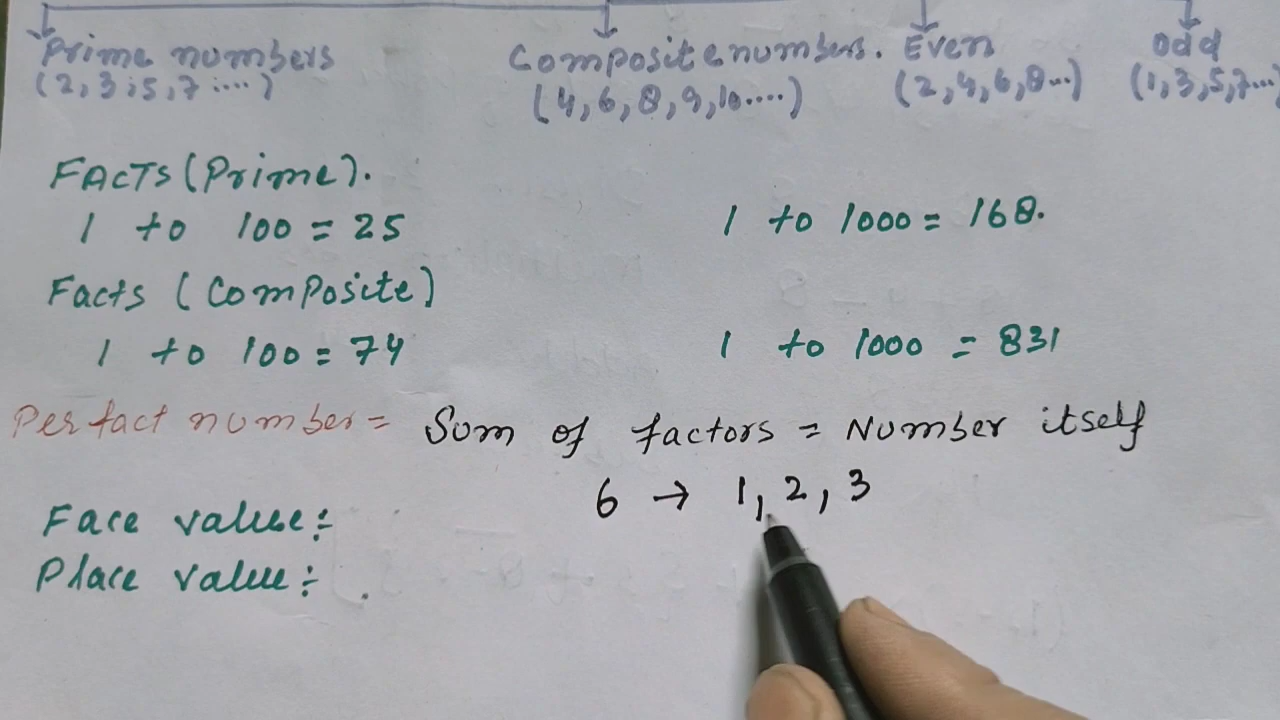 Prime numbers
(2, 3, 5, 7 ....)
Composite numbers.
(4, 6, 8, 9, 10....)
Even
(2, 4, 6, 8...)
Odd
(1, 3, 5, 7...
FACTS (Prime).
1 to 100 = 25
1 to 1000 = 168.
Facts (Composite)
1 to 100 = 74
1 to 1000 = 831
Perfact number = Sum of factors = Number itself
6 → 1, 2, 3
Face value :-
Place value :-